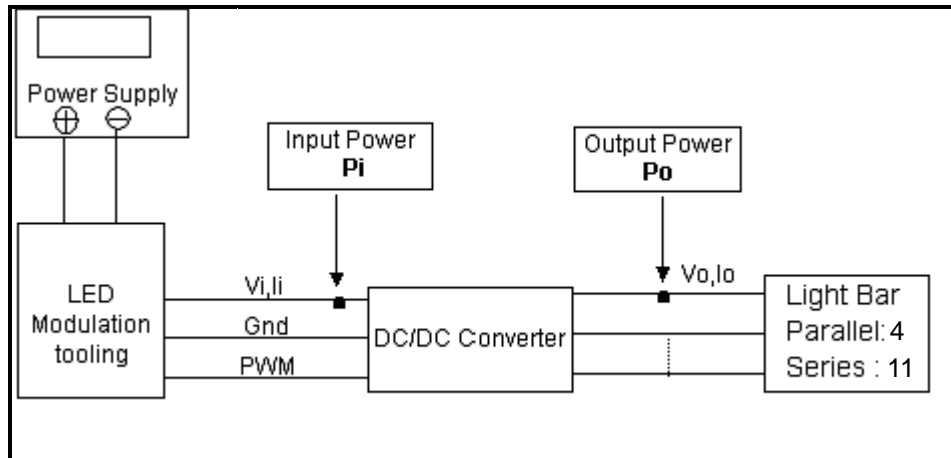 Power Supply
Input Power
Pi
Output Power
Po
LED
Modulation
tooling
Vi,Ii
Gnd
PWM
DC/DC Converter
Vo,Io
Light Bar
Parallel: 4
Series : 11